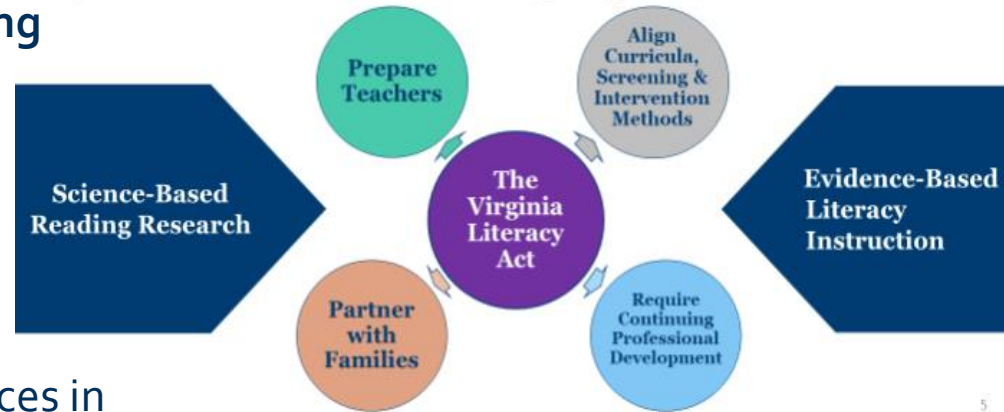 ng
Prepare
Teachers
Align
Curricula,
Screening &
Intervention
Methods
Science-Based
Reading Research
The
Virginia
Literacy
Act
Evidence-Based
Literacy
Instruction
Partner
with
Families
Require
Continuing
Professional
Development
ces in
5